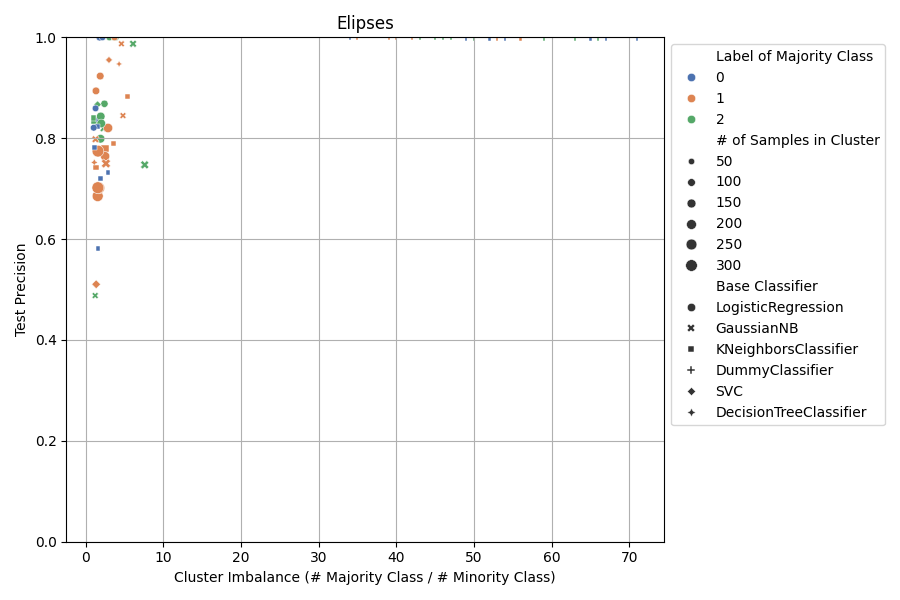 Elipses
1.0
0.8
0.6
0.4
0.2
0.0
Test Precision
0 10 20 30 40 50 60 70
Cluster Imbalance (# Majority Class / # Minority Class)
Label of Majority Class
0
1
2
# of Samples in Cluster
50
100
150
200
250
300
Base Classifier
LogisticRegression
GaussianNB
KNeighborsClassifier
DummyClassifier
SVC
DecisionTreeClassifier